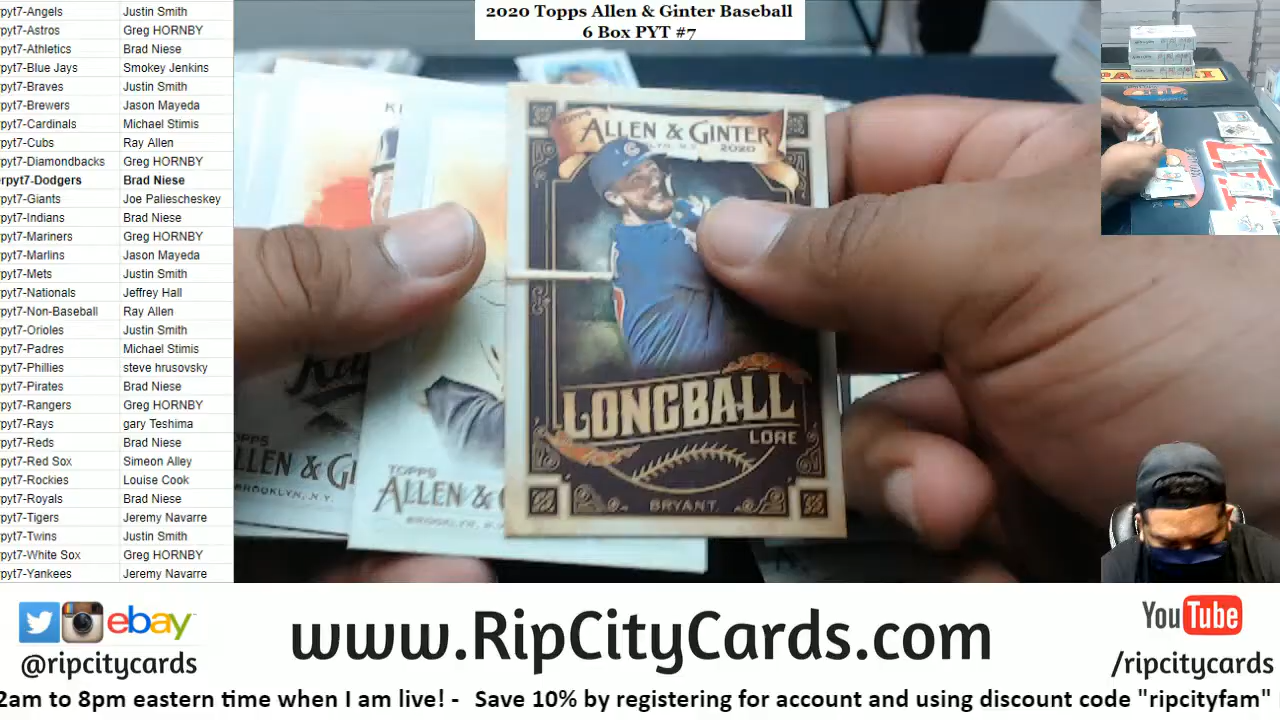 2020 Topps Allen & Ginter Baseball
6 Box PYT #7
pyt7-Angels Justin Smith
pyt7-Astros Greg HORNBY
pyt7-Athletics Brad Niese
pyt7-Blue Jays Smokey Jenkins
pyt7-Braves Justin Smith
pyt7-Brewers Jason Mayeda
pyt7-Cardinals Michael Stimis
pyt7-Cubs Ray Allen
pyt7-Diamondbacks Greg HORNBY
erpyt7-Dodgers Brad Niese
pyt7-Giants Joe Paliescheskey
pyt7-Indians Brad Niese
pyt7-Mariners Greg HORNBY
pyt7-Marlins Jason Mayeda
pyt7-Mets Justin Smith
pyt7-Nationals Jeffrey Hall
pyt7-Non-Baseball Ray Allen
pyt7-Orioles Justin Smith
pyt7-Padres Michael Stimis
pyt7-Phillies steve hrusovsky
pyt7-Pirates Brad Niese
pyt7-Rangers Greg HORNBY
pyt7-Rays gary Teshima
pyt7-Reds Brad Niese
pyt7-Red Sox Simeon Alley
pyt7-Rockies Louise Cook
pyt7-Royals Brad Niese
pyt7-Tigers Jeremy Navarre
pyt7-Twins Justin Smith
pyt7-White Sox Greg HORNBY
pyt7-Yankees Jeremy Navarre
TOPPS
ALLEN & GINTER
BROOKLYN, N.Y. 2020
LONGBALL
LORE
BRYANT
TOPPS
ALLEN &
OPPS
LLEN & GI
BROOKLYN, N.Y.
ebay
@ripcitycards
www.RipCityCards.com
YouTube
/ripcitycards
2am to 8pm eastern time when I am live! - Save 10% by registering for account and using discount code "ripcityfam"